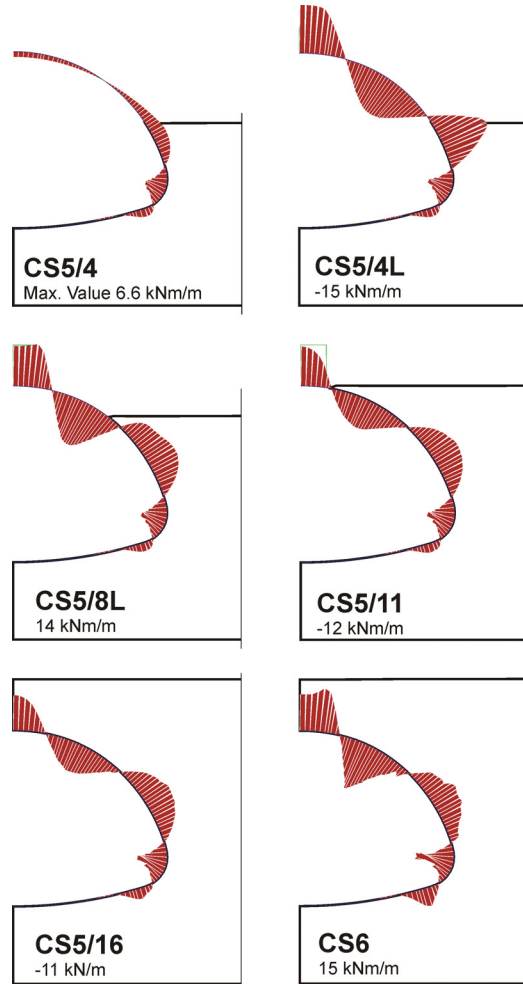 CS5/4
Max. Value 6.6 kNm/m
CS5/4L
-15 kNm/m
CS5/8L
14 kNm/m
CS5/11
-12 kNm/m
CS5/16
-11 kN/m
CS6
15 kNm/m